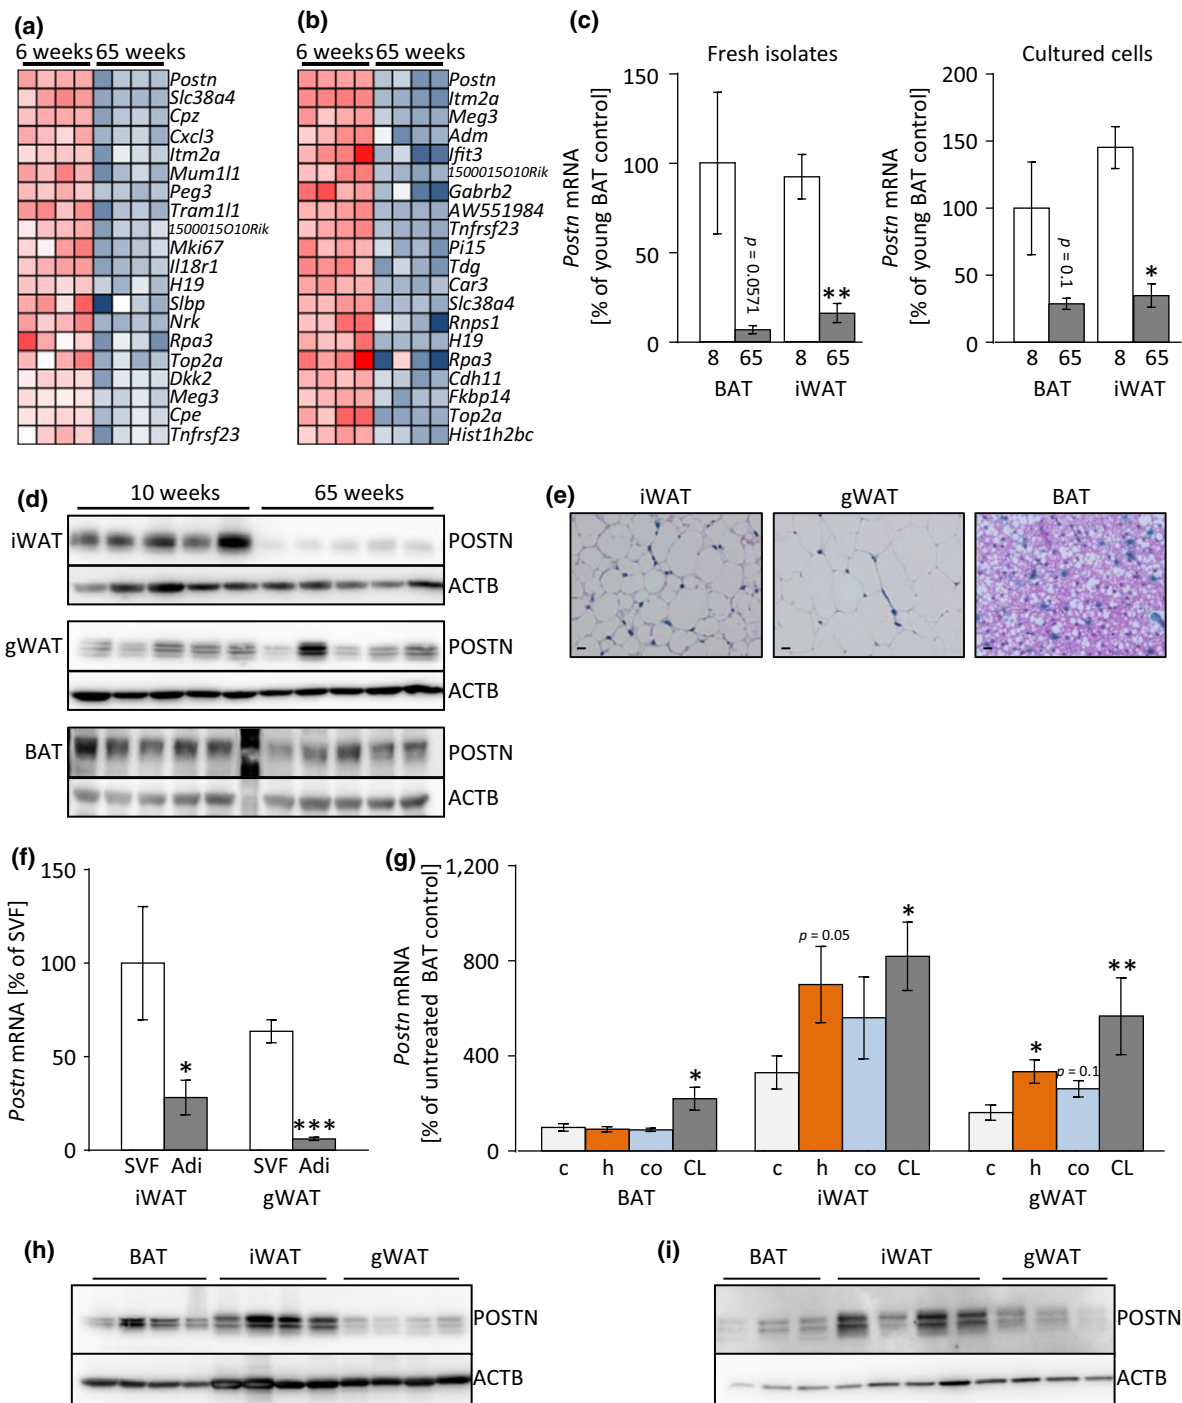 (a)
6 weeks 65 weeks
Postn
Slc38a4
Cpz
Cxcl3
Itm2a
Mum1l1
Peg3
Tram1l1
1500015O10Rik
Mki67
Il18r1
H19
Slbp
Nrk
Rpa3
Top2a
Dkk2
Meg3
Cpe
Tnfrsf23
(b)
6 weeks 65 weeks
Postn
Itm2a
Meg3
Adm
Ifit3
1500015O10Rik
Gabrb2
AW551984
Tnfrsf23
Pi15
Tdg
Car3
Slc38a4
Rnps1
H19
Rpa3
Cdh11
Fkbp14
Top2a
Hist1h2bc
(c)
Fresh isolates
Postn mRNA
[% of young BAT control]
150
100
50
0
p = 0.0571
**
8 65 8 65
BAT iWAT
Cultured cells
Postn mRNA
[% of young BAT control]
200
150
100
50
0
p = 0.1
*
8 65 8 65
BAT iWAT
(d)
10 weeks 65 weeks
iWAT POSTN
ACTB
gWAT POSTN
ACTB
BAT POSTN
ACTB
(e)
iWAT gWAT BAT
(f)
Postn mRNA [% of SVF]
150
100
50
0
*
***
SVF Adi SVF Adi
iWAT gWAT
(g)
Postn mRNA
[% of untreated BAT control]
1,200
800
400
0
*
p = 0.05
*
*
p = 0.1
**
c h co CL c h co CL c h co CL
BAT iWAT gWAT
(h)
BAT iWAT gWAT
POSTN
ACTB
(i)
BAT iWAT gWAT
POSTN
ACTB